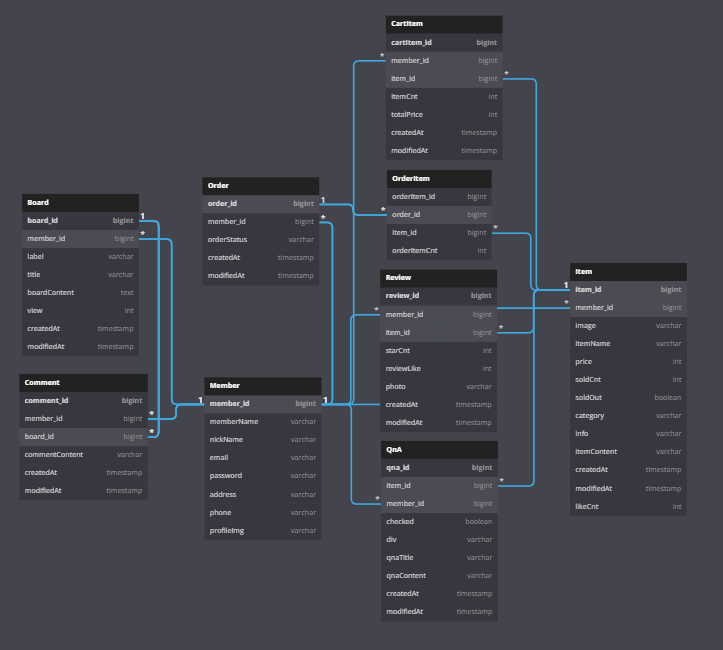 CartItem
cartItem_id bigint
member_id bigint
item_id bigint
itemCnt int
totalPrice int
createdAt timestamp
modifiedAt timestamp
OrderItem
orderitem_id bigint
order_id bigint
item_id bigint
orderitemCnt int
Order
order_id bigint
member_id bigint
orderStatus varchar
createdAt timestamp
modifiedAt timestamp
Board
board_id bigint
member_id bigint
label varchar
title varchar
boardContent text
view int
createdAt timestamp
modifiedAt timestamp
Review
review_id bigint
member_id bigint
item_id bigint
starCnt int
reviewLike int
photo varchar
createdAt timestamp
modifiedAt timestamp
Item
item_id bigint
member_id bigint
image varchar
itemName varchar
price int
soldCnt int
soldOut boolean
category varchar
info varchar
itemContent varchar
createdAt timestamp
modifiedAt timestamp
likeCnt int
Comment
comment_id bigint
member_id bigint
board_id bigint
commentContent varchar
createdAt timestamp
modifiedAt timestamp
Member
member_id bigint
memberName varchar
nickName varchar
email varchar
password varchar
address varchar
phone varchar
profileImg varchar
QnA
qna_id bigint
item_id bigint
member_id bigint
checked boolean
div varchar
qnaTitle varchar
qnaContent varchar
createdAt timestamp
modifiedAt timestamp
1
*
1
*
*
*
1
1
*
*
*
*
*
*
1
*
*
*